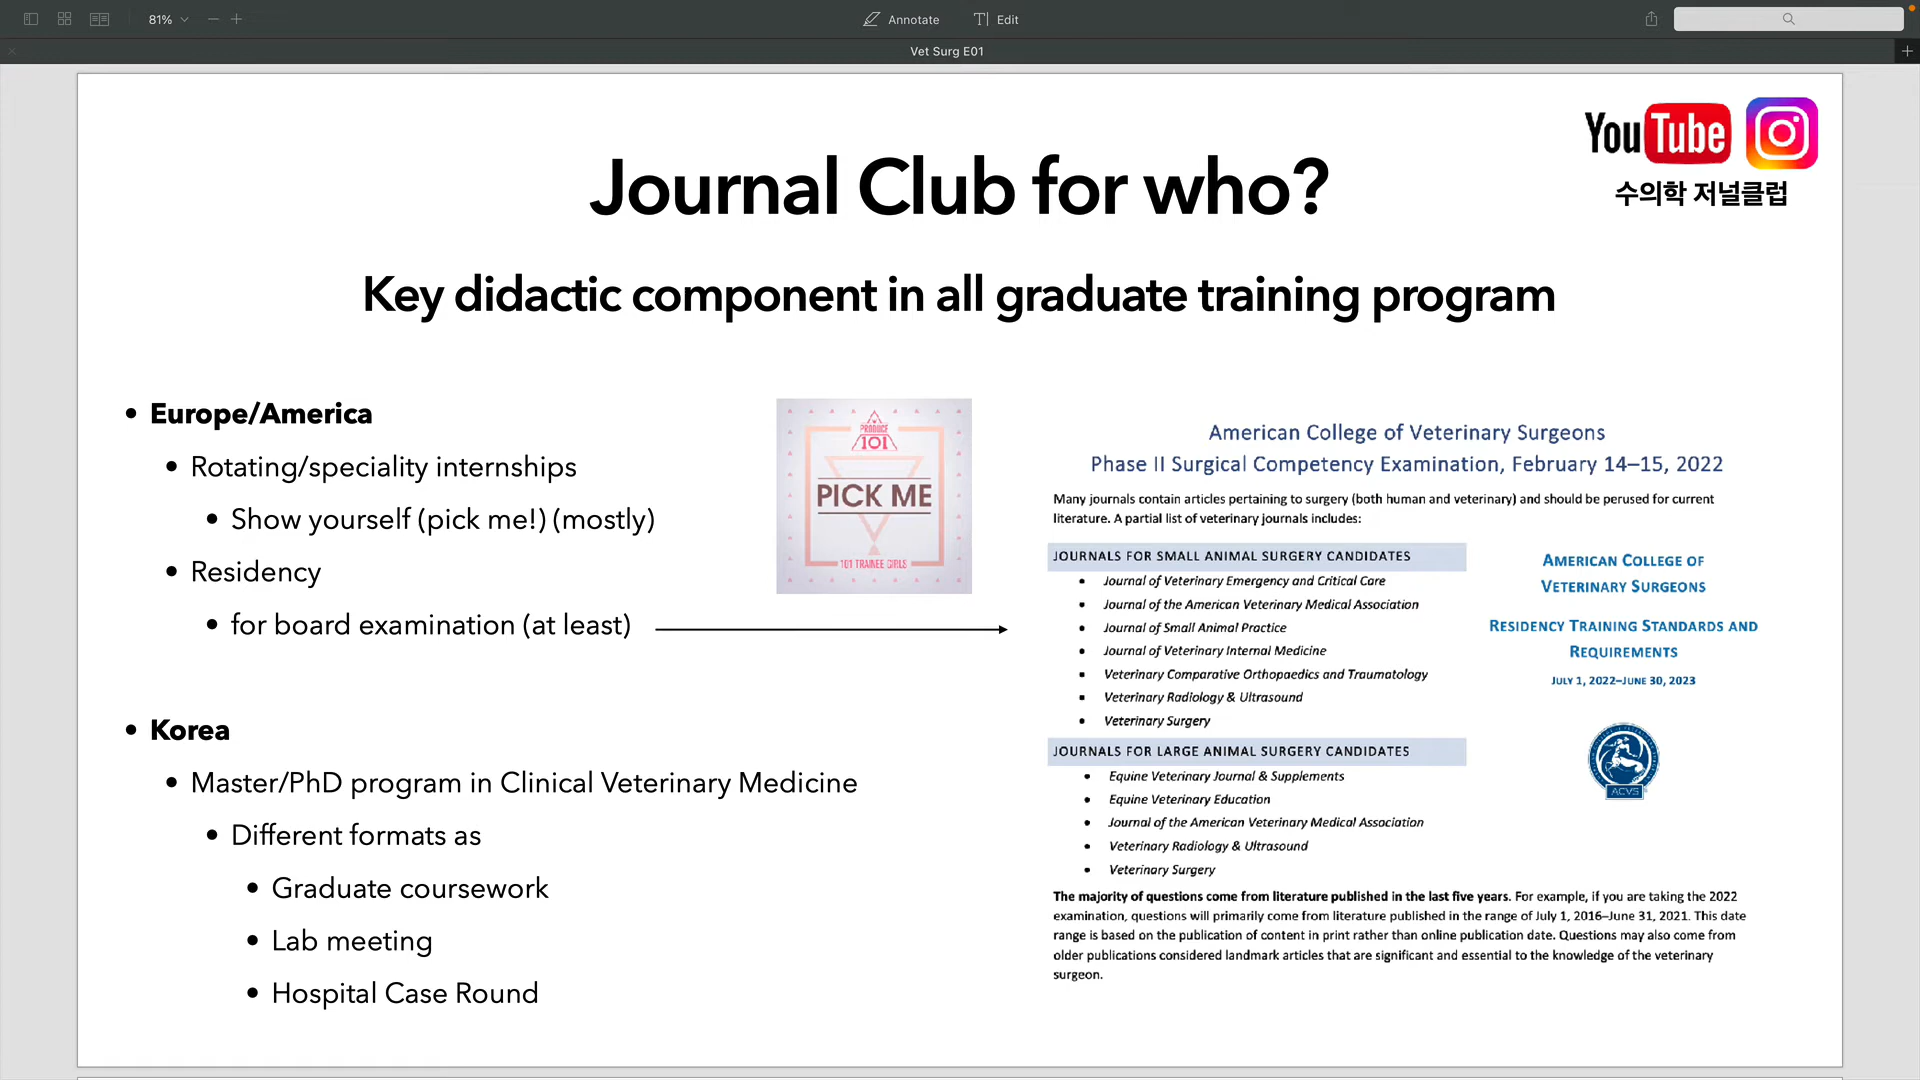 81%
Annotate
Edit
Vet Surg E01
YouTube
수의학 저널클럽
Journal Club for who?
Key didactic component in all graduate training program
• Europe/America
• Rotating/speciality internships
• Show yourself (pick me!) (mostly)
• Residency
• for board examination (at least)
• Korea
• Master/PhD program in Clinical Veterinary Medicine
• Different formats as
• Graduate coursework
• Lab meeting
• Hospital Case Round
PRODUCE
101
PICK ME
101 TRAINEE GIRLS
American College of Veterinary Surgeons
Phase II Surgical Competency Examination, February 14–15, 2022
Many journals contain articles pertaining to surgery (both human and veterinary) and should be perused for current
literature. A partial list of veterinary journals includes:
JOURNALS FOR SMALL ANIMAL SURGERY CANDIDATES
• Journal of Veterinary Emergency and Critical Care
• Journal of the American Veterinary Medical Association
• Journal of Small Animal Practice
• Journal of Veterinary Internal Medicine
• Veterinary Comparative Orthopaedics and Traumatology
• Veterinary Radiology & Ultrasound
• Veterinary Surgery
JOURNALS FOR LARGE ANIMAL SURGERY CANDIDATES
• Equine Veterinary Journal & Supplements
• Equine Veterinary Education
• Journal of the American Veterinary Medical Association
• Veterinary Radiology & Ultrasound
• Veterinary Surgery
The majority of questions come from literature published in the last five years. For example, if you are taking the 2022
examination, questions will primarily come from literature published in the range of July 1, 2016–June 31, 2021. This date
range is based on the publication of content in print rather than online publication date. Questions may also come from
older publications considered landmark articles that are significant and essential to the knowledge of the veterinary
surgeon.
AMERICAN COLLEGE OF
VETERINARY SURGEONS
RESIDENCY TRAINING STANDARDS AND
REQUIREMENTS
JULY 1, 2022–JUNE 30, 2023
ACVS